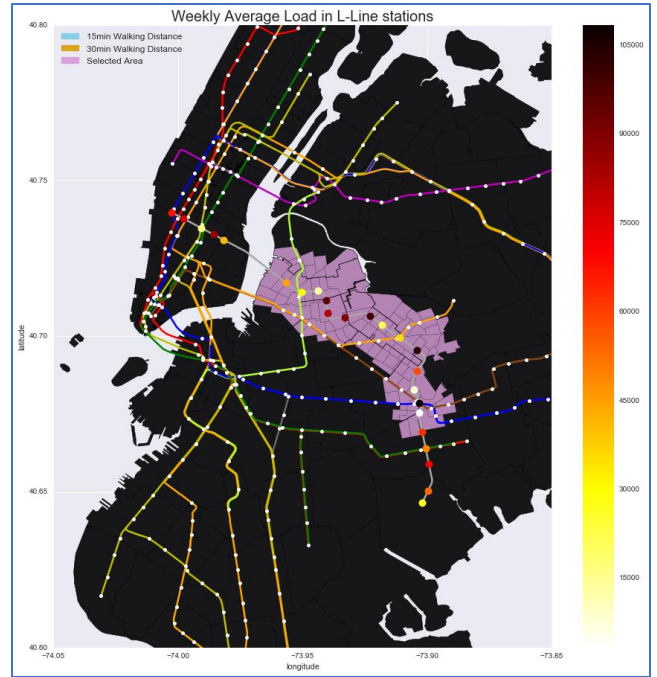 Weekly Average Load in L-Line stations
15min Walking Distance
30min Walking Distance
Selected Area
40.80
40.75
40.70
40.65
40.60
latitude
−74.05
−74.00
−73.95
−73.90
−73.85
longitude
105000
90000
75000
60000
45000
30000
15000